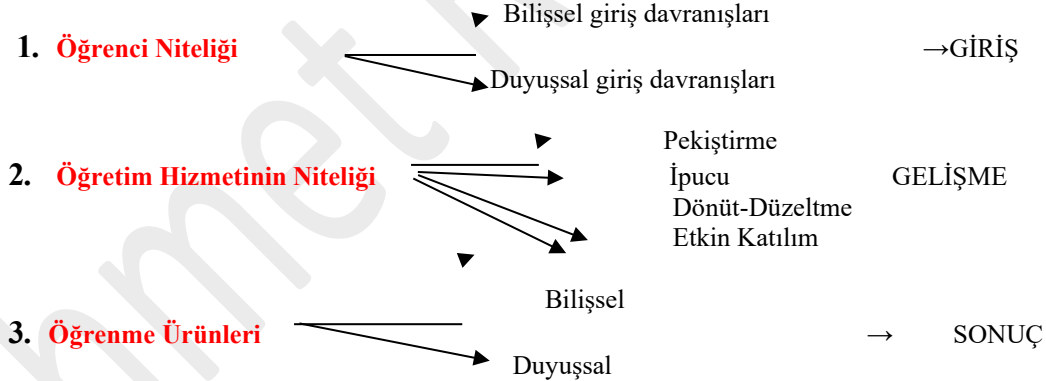 Bilişsel giriş davranışları
1. Öğrenci Niteliği →GİRİŞ
Duyuşsal giriş davranışları
Pekiştirme
2. Öğretim Hizmetinin Niteliği İpucu GELİŞME
Dönüt-Düzeltme
Etkin Katılım
Bilişsel
3. Öğrenme Ürünleri → SONUÇ
Duyuşsal